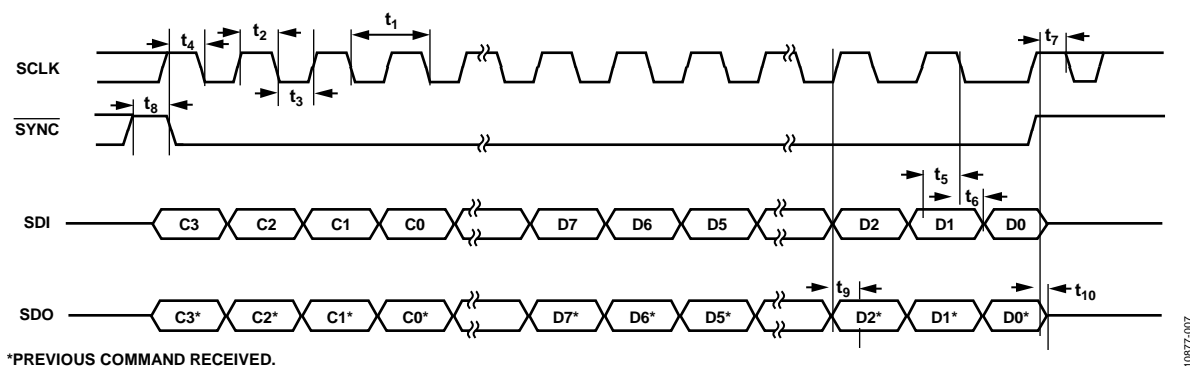 t4 t2 t1 t7
SCLK
t3
t8
SYNC
t5
t6
SDI C3 C2 C1 C0 D7 D6 D5 D2 D1 D0
t9
t10
SDO C3* C2* C1* C0* D7* D6* D5* D2* D1* D0*
*PREVIOUS COMMAND RECEIVED.
10877-007